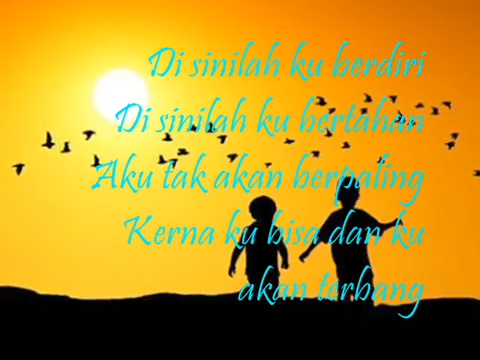 Di sinilah ku berdiri
Di sinilah ku bertahan
Aku tak akan berpaling
Kerna ku bisa dan ku
akan terbang